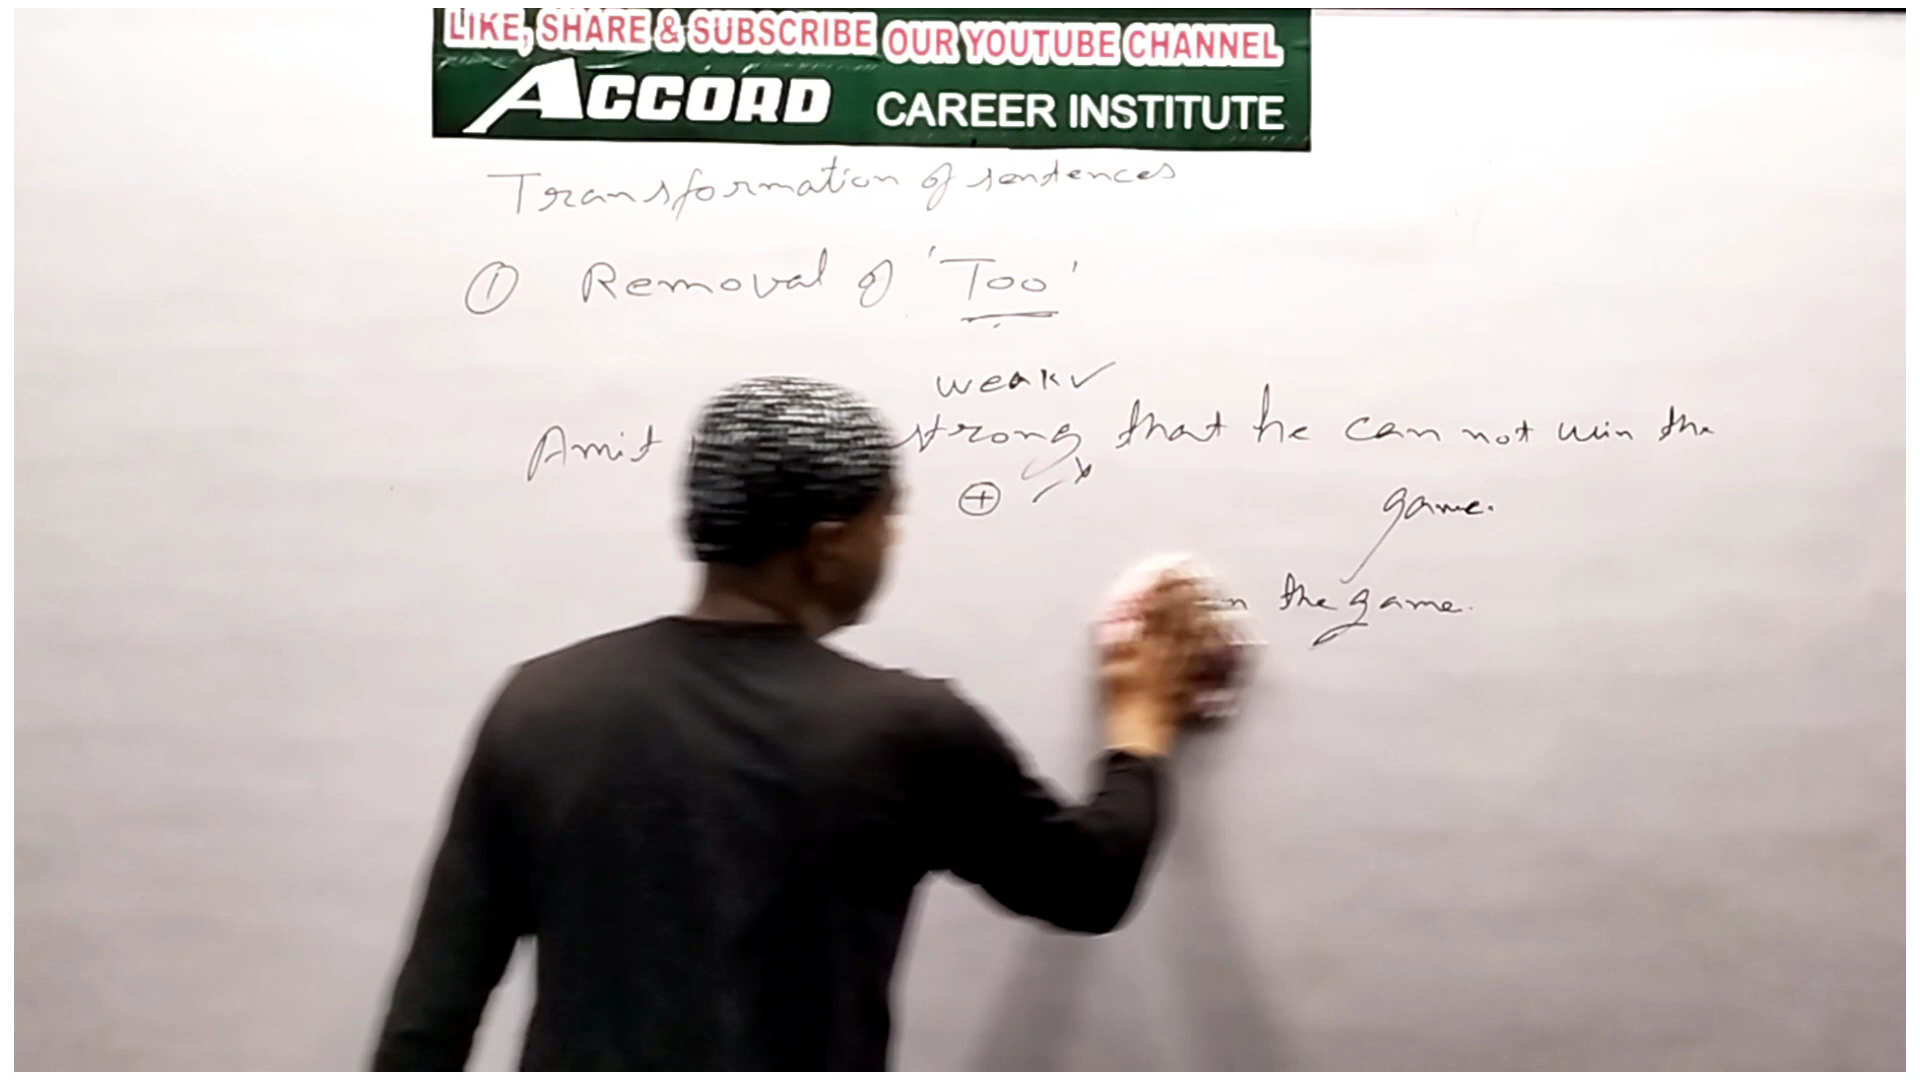 LIKE, SHARE & SUBSCRIBE OUR YOUTUBE CHANNEL
ACCORD CAREER INSTITUTE
Transformation of sentences
① Removal of 'Too'
weak ✓
Amit strong that he can not win the
⊕
game.
the game.